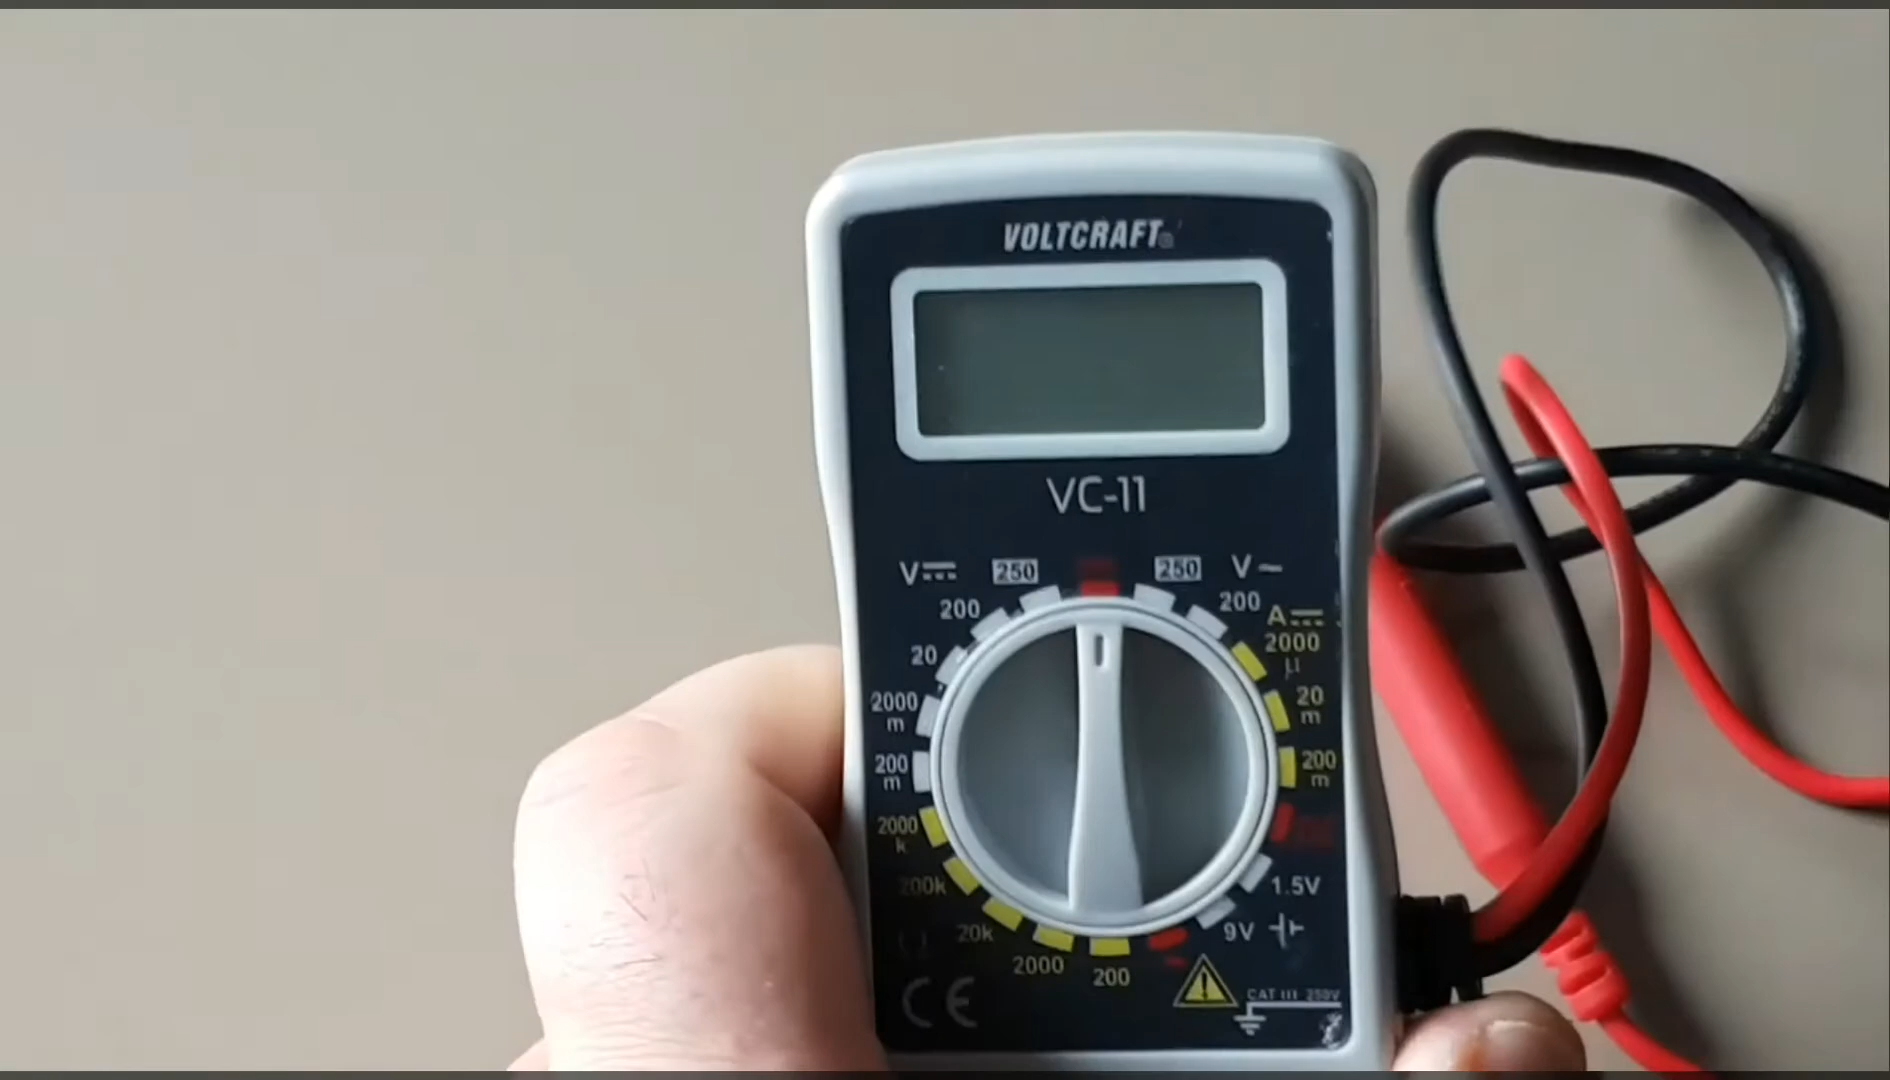 VOLTCRAFT
VC-11
V⎓ 250 250 V~
200 200 A⎓
20 2000 µ
2000 m 20 m
200 m 200 m
2000 k
200k 1.5V
20k 9V
2000 200
CE CAT III 250V